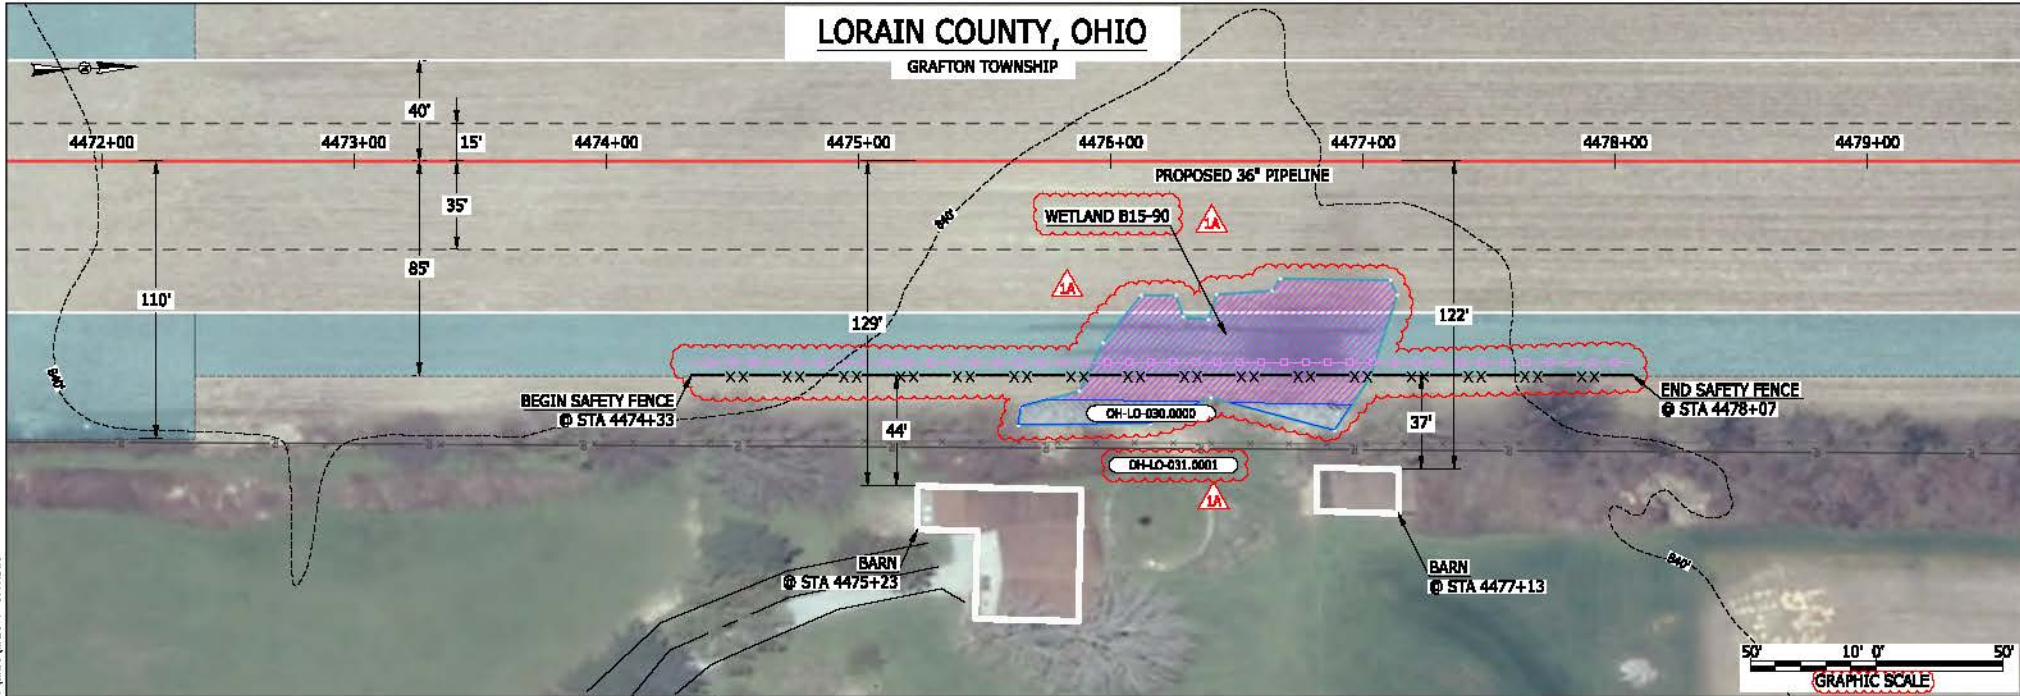 LORAIN COUNTY, OHIO
GRAFTON TOWNSHIP
40'
15'
4472+00
4473+00
4474+00
4475+00
4476+00
4477+00
4478+00
4479+00
PROPOSED 36" PIPELINE
35'
WETLAND B15-90
1A
840'
85'
1A
110'
129'
122'
840'
BEGIN SAFETY FENCE
@ STA 4474+33
END SAFETY FENCE
@ STA 4478+07
OH-LO-030.0000
44'
37'
OH-LO-031.0001
1A
BARN
@ STA 4475+23
BARN
@ STA 4477+13
840'
50' 10' 0' 50'
GRAPHIC SCALE